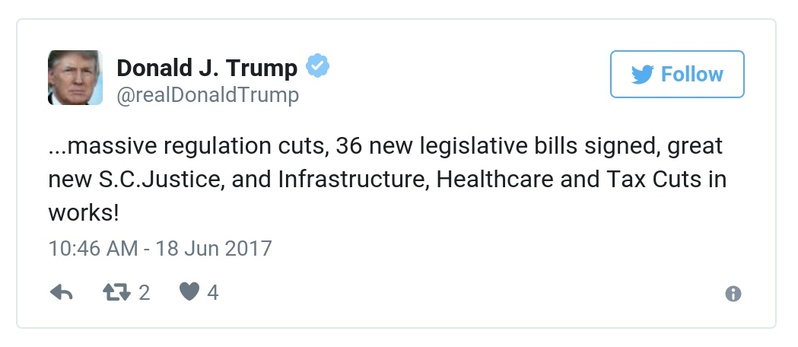 Donald J. Trump
@realDonaldTrump
Follow
...massive regulation cuts, 36 new legislative bills signed, great
new S.C.Justice, and Infrastructure, Healthcare and Tax Cuts in
works!
10:46 AM - 18 Jun 2017
2
4